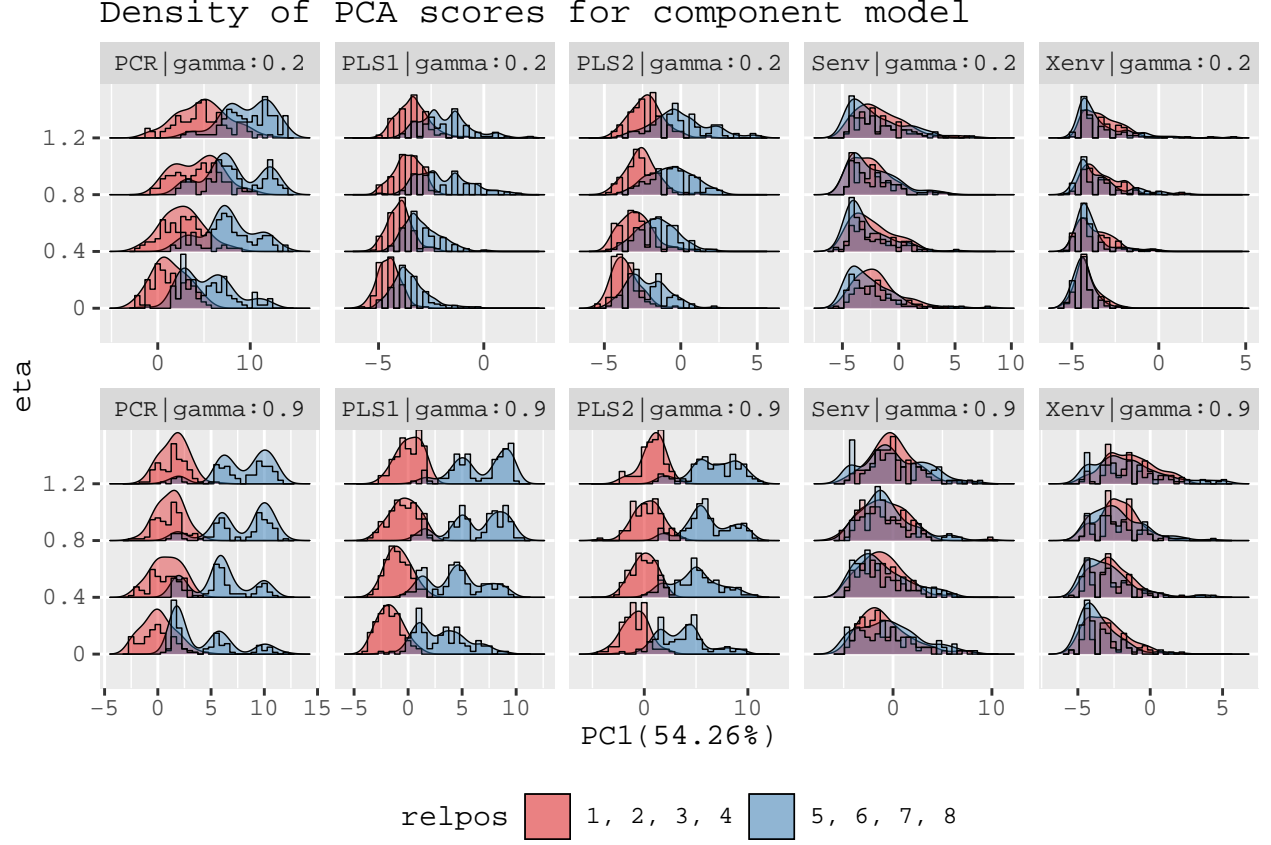 Density of PCA scores for component model
PCR|gamma:0.2 PLS1|gamma:0.2 PLS2|gamma:0.2 Senv|gamma:0.2 Xenv|gamma:0.2
1.2
0.8
0.4
0
0 10 -5 0 -5 0 5 -5 0 5 10 -5 0 5
eta
PCR|gamma:0.9 PLS1|gamma:0.9 PLS2|gamma:0.9 Senv|gamma:0.9 Xenv|gamma:0.9
1.2
0.8
0.4
0
-5 0 5 10 15 -5 0 5 10 0 10 0 10 -5 0 5
PC1(54.26%)
relpos 1, 2, 3, 4 5, 6, 7, 8